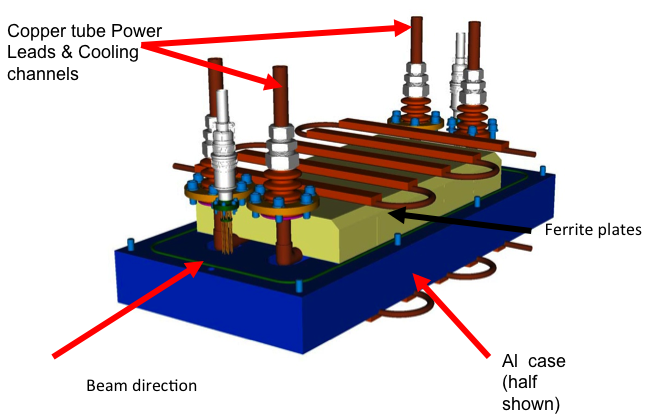 Copper tube Power
Leads & Cooling
channels
Ferrite plates
Beam direction
Al case
(half
shown)